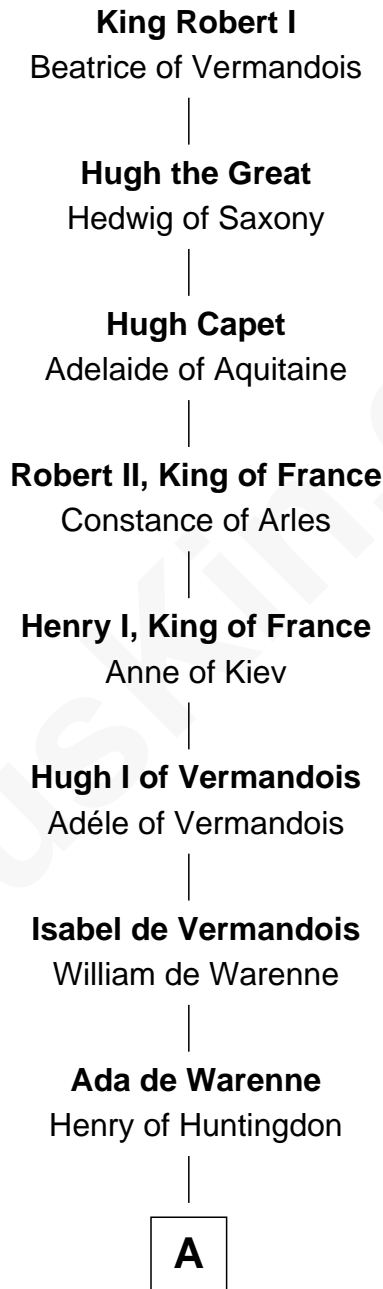 King Robert I
Beatrice of Vermandois
Hugh the Great
Hedwig of Saxony
Hugh Capet
Adelaide of Aquitaine
Robert II, King of France
Constance of Arles
Henry I, King of France
Anne of Kiev
Hugh I of Vermandois
Adéle of Vermandois
Isabel de Vermandois
William de Warenne
Ada de Warenne
Henry of Huntingdon
A